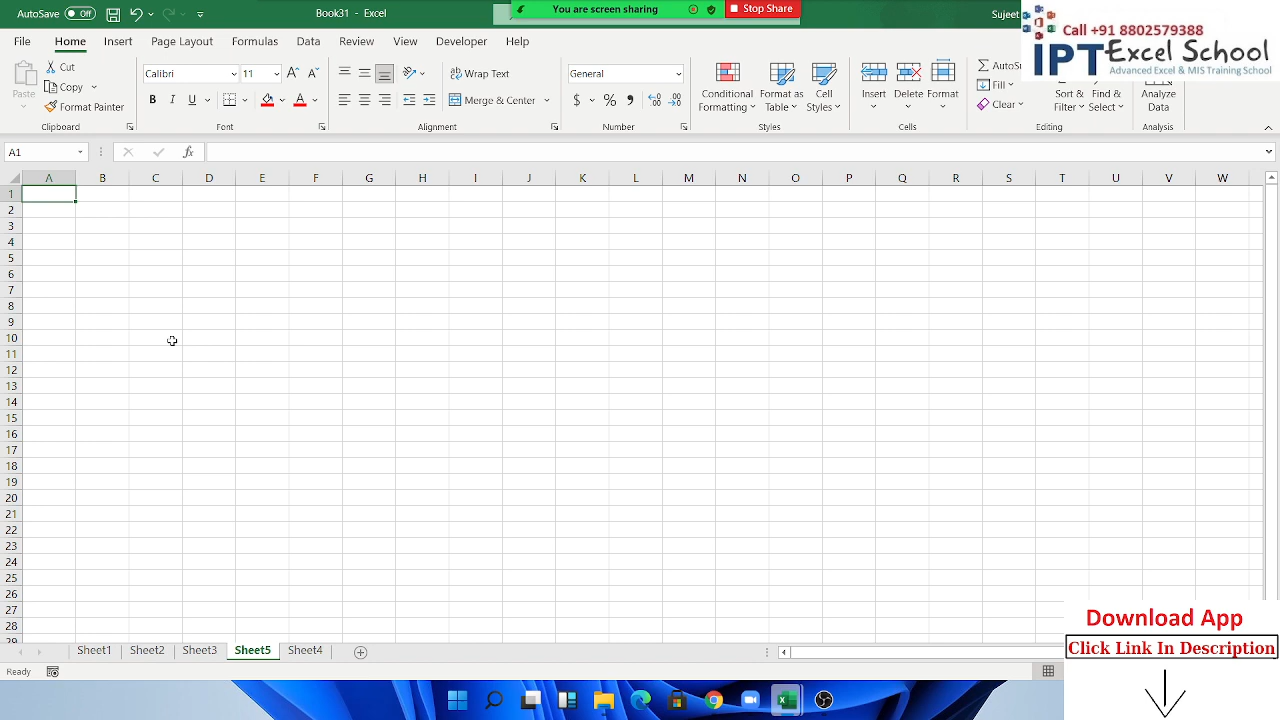 AutoSave Off Book31 - Excel You are screen sharing Stop Share Sujeet
Call +91 8802579388
IPT Excel School
Advanced Excel & MIS Training School
File Home Insert Page Layout Formulas Data Review View Developer Help
Paste Cut Copy Format Painter Clipboard
Calibri 11 B I U A Font
Wrap Text Merge & Center Alignment
General $ % , Number
Conditional Formatting Format as Table Cell Styles Styles
Insert Delete Format Cells
AutoSu Fill Clear Sort & Filter Find & Select Editing
Analyze Data Analysis
A1 fx
A B C D E F G H I J K L M N O P Q R S T U V W
1
2
3
4
5
6
7
8
9
10
11
12
13
14
15
16
17
18
19
20
21
22
23
24
25
26
27
28
29
Download App
Click Link In Description
Sheet1 Sheet2 Sheet3 Sheet5 Sheet4
Ready